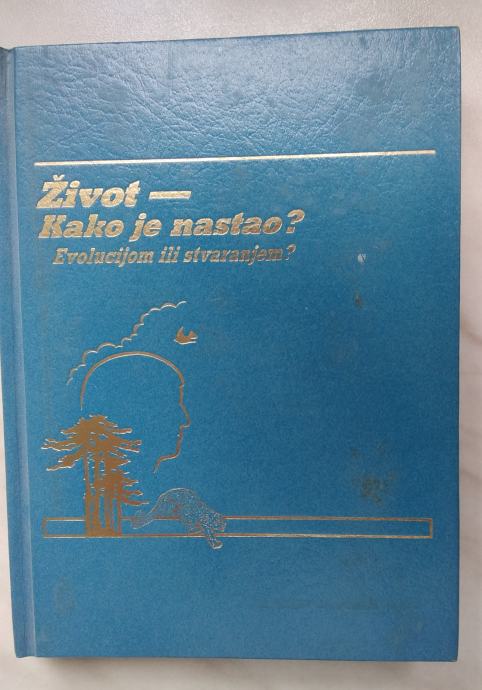 Život —
Kako je nastao?
Evolucijom ili stvaranjem?